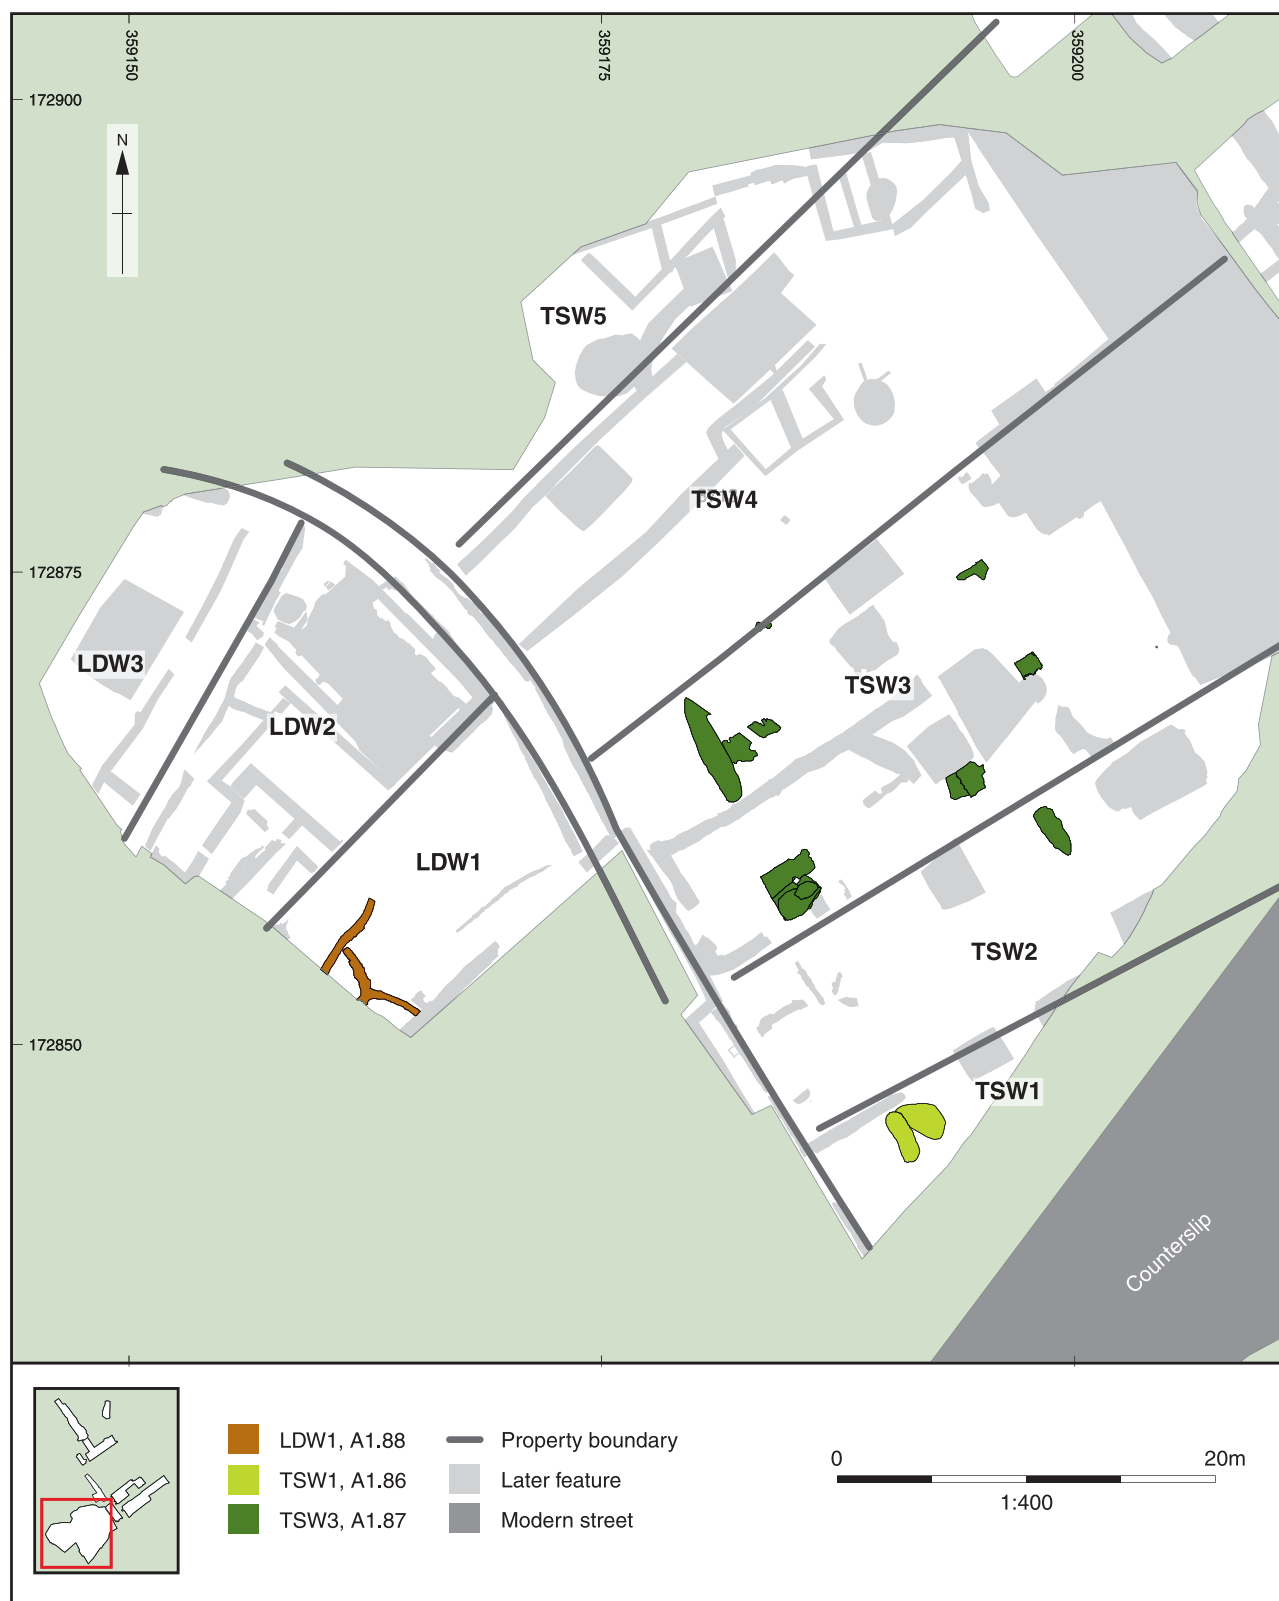 359150
359175
359200
172900
N
TSW5
TSW4
172875
LDW3
TSW3
LDW2
LDW1
TSW2
172850
TSW1
Counterslip
LDW1, A1.88
TSW1, A1.86
TSW3, A1.87
Property boundary
Later feature
Modern street
0 20m
1:400